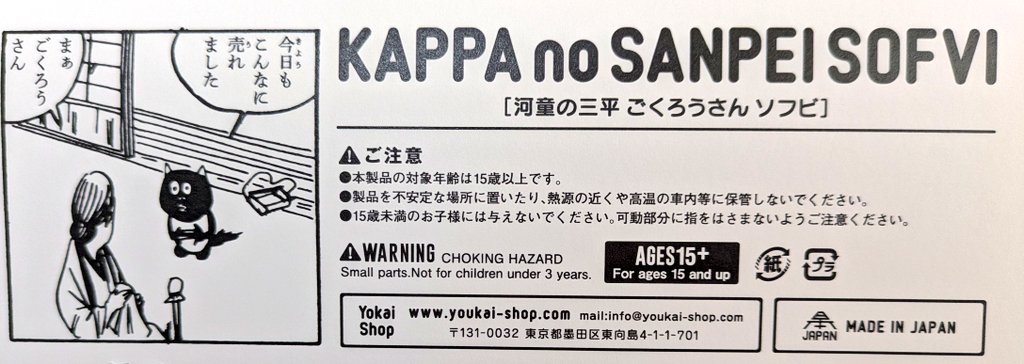 今日も
こんなに
売れ
ました
まぁ
ごくろう
さん
KAPPA no SANPEI SOFVI
［河童の三平 ごくろうさん ソフビ］
ご注意
●本製品の対象年齢は15歳以上です。
●製品を不安定な場所に置いたり、熱源の近くや高温の車内等に保管しないでください。
●15歳未満のお子様には与えないでください。可動部分に指をはさまないようご注意ください。
WARNING CHOKING HAZARD
Small parts.Not for children under 3 years.
AGES15+
For ages 15 and up
紙
プラ
Yokai
Shop
www.youkai-shop.com mail:info@youkai-shop.com
〒131-0032 東京都墨田区東向島4-1-1-701
JAPAN
MADE IN JAPAN